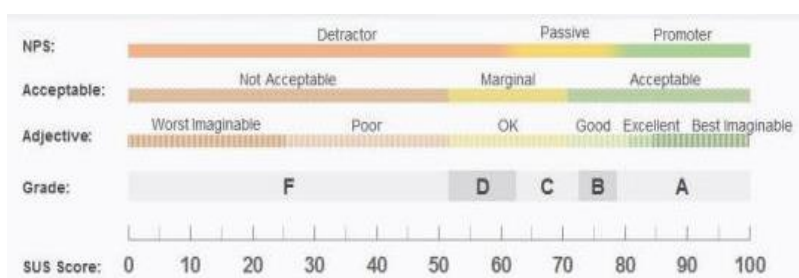 NPS: Detractor Passive Promoter
Acceptable: Not Acceptable Marginal Acceptable
Adjective: Worst Imaginable Poor OK Good Excellent Best Imaginable
Grade: F D C B A
SUS Score: 0 10 20 30 40 50 60 70 80 90 100